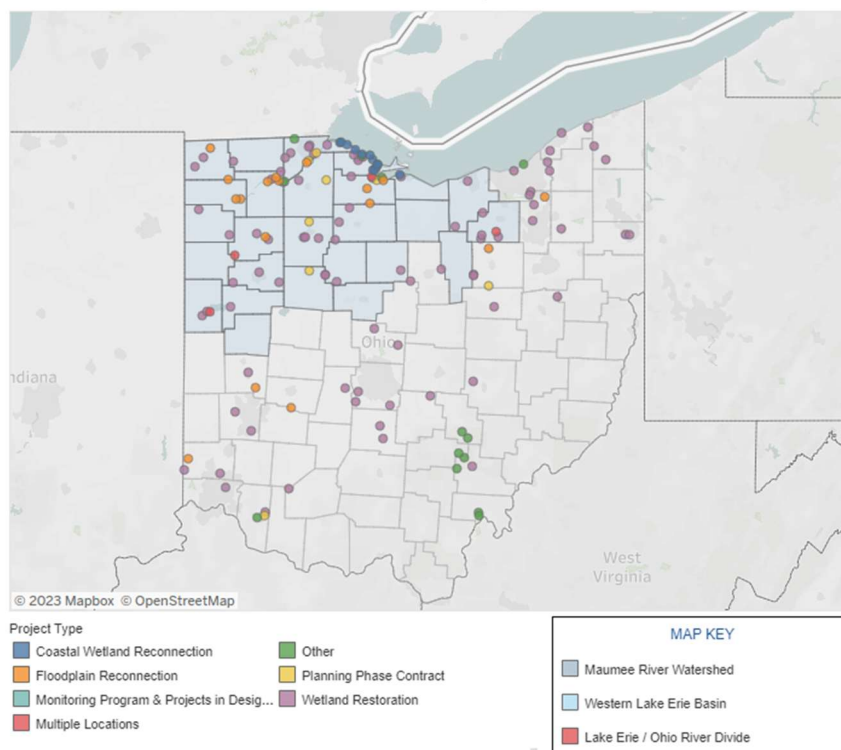 Ohio
ndiana
West
Virginia
© 2023 Mapbox © OpenStreetMap
Project Type
Coastal Wetland Reconnection
Floodplain Reconnection
Monitoring Program & Projects in Desig...
Multiple Locations
Other
Planning Phase Contract
Wetland Restoration
MAP KEY
Maumee River Watershed
Western Lake Erie Basin
Lake Erie / Ohio River Divide